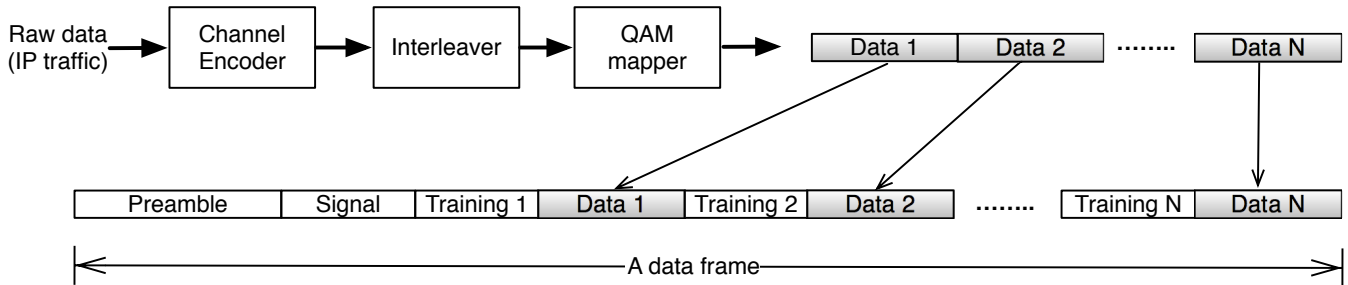 Raw data
(IP traffic)
Channel
Encoder
Interleaver
QAM
mapper
Data 1
Data 2
........
Data N
Preamble
Signal
Training 1
Data 1
Training 2
Data 2
........
Training N
Data N
A data frame